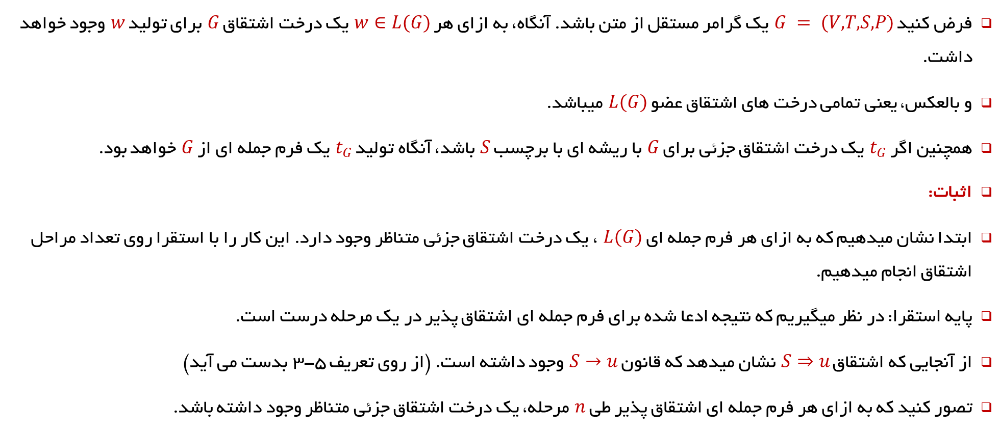 ❑ فرض کنید G = (V,T,S,P) یک گرامر مستقل از متن باشد. آنگاه، به ازای هر w ∈ L(G) یک درخت اشتقاق G برای تولید w وجود خواهد
داشت.
❑ و بالعکس، یعنی تمامی درخت های اشتقاق عضو L(G) میباشد.
❑ همچنین اگر t_G یک درخت اشتقاق جزئی برای G با ریشه ای با برچسب S باشد، آنگاه تولید t_G یک فرم جمله ای از G خواهد بود.
❑ اثبات:
❑ ابتدا نشان میدهیم که به ازای هر فرم جمله ای L(G) ، یک درخت اشتقاق جزئی متناظر وجود دارد. این کار را با استقرا روی تعداد مراحل
اشتقاق انجام میدهیم.
❑ پایه استقرا: در نظر میگیریم که نتیجه ادعا شده برای فرم جمله ای اشتقاق پذیر در یک مرحله درست است.
❑ از آنجایی که اشتقاق S ⇒ u نشان میدهد که قانون S → u وجود داشته است. (از روی تعریف ۵-۳ بدست می آید)
❑ تصور کنید که به ازای هر فرم جمله ای اشتقاق پذیر طی n مرحله، یک درخت اشتقاق جزئی متناظر وجود داشته باشد.